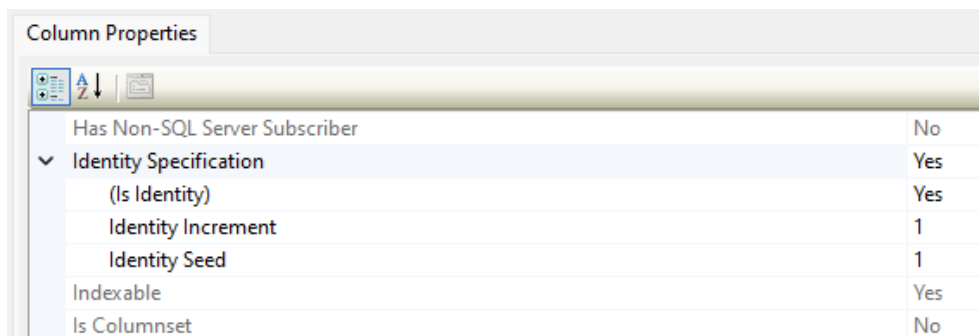 Column Properties
Has Non-SQL Server Subscriber No
Identity Specification Yes
(Is Identity) Yes
Identity Increment 1
Identity Seed 1
Indexable Yes
Is Columnset No